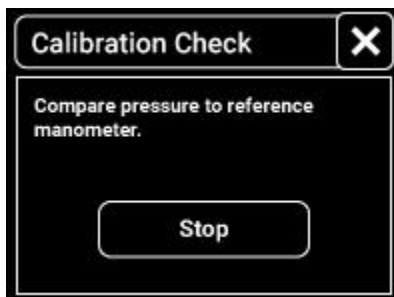 Calibration Check
Compare pressure to reference
manometer.
Stop